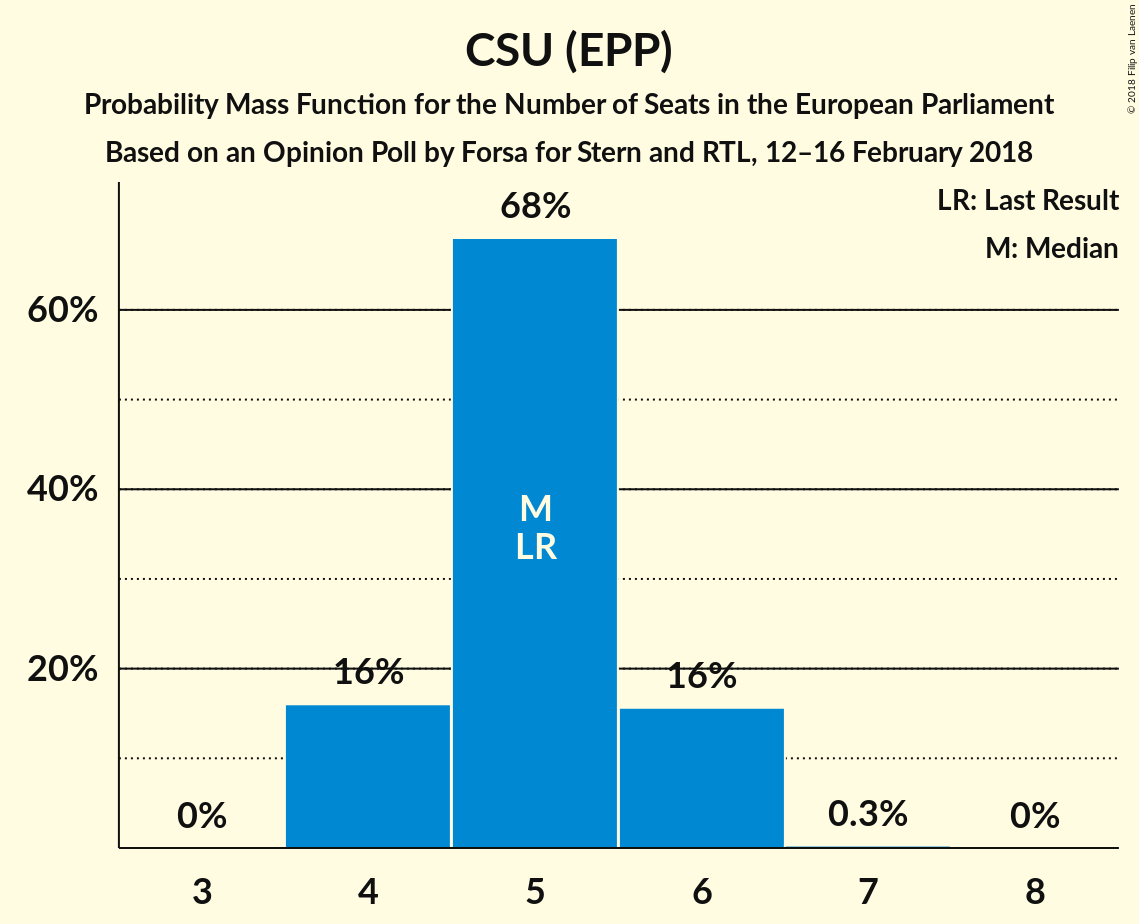 CSU (EPP)
Probability Mass Function for the Number of Seats in the European Parliament
Based on an Opinion Poll by Forsa for Stern and RTL, 12–16 February 2018
© 2018 Filip van Laenen
LR: Last Result
M: Median
68%
60%
40%
20%
M
LR
16%
16%
0%
0.3%
0%
3
4
5
6
7
8